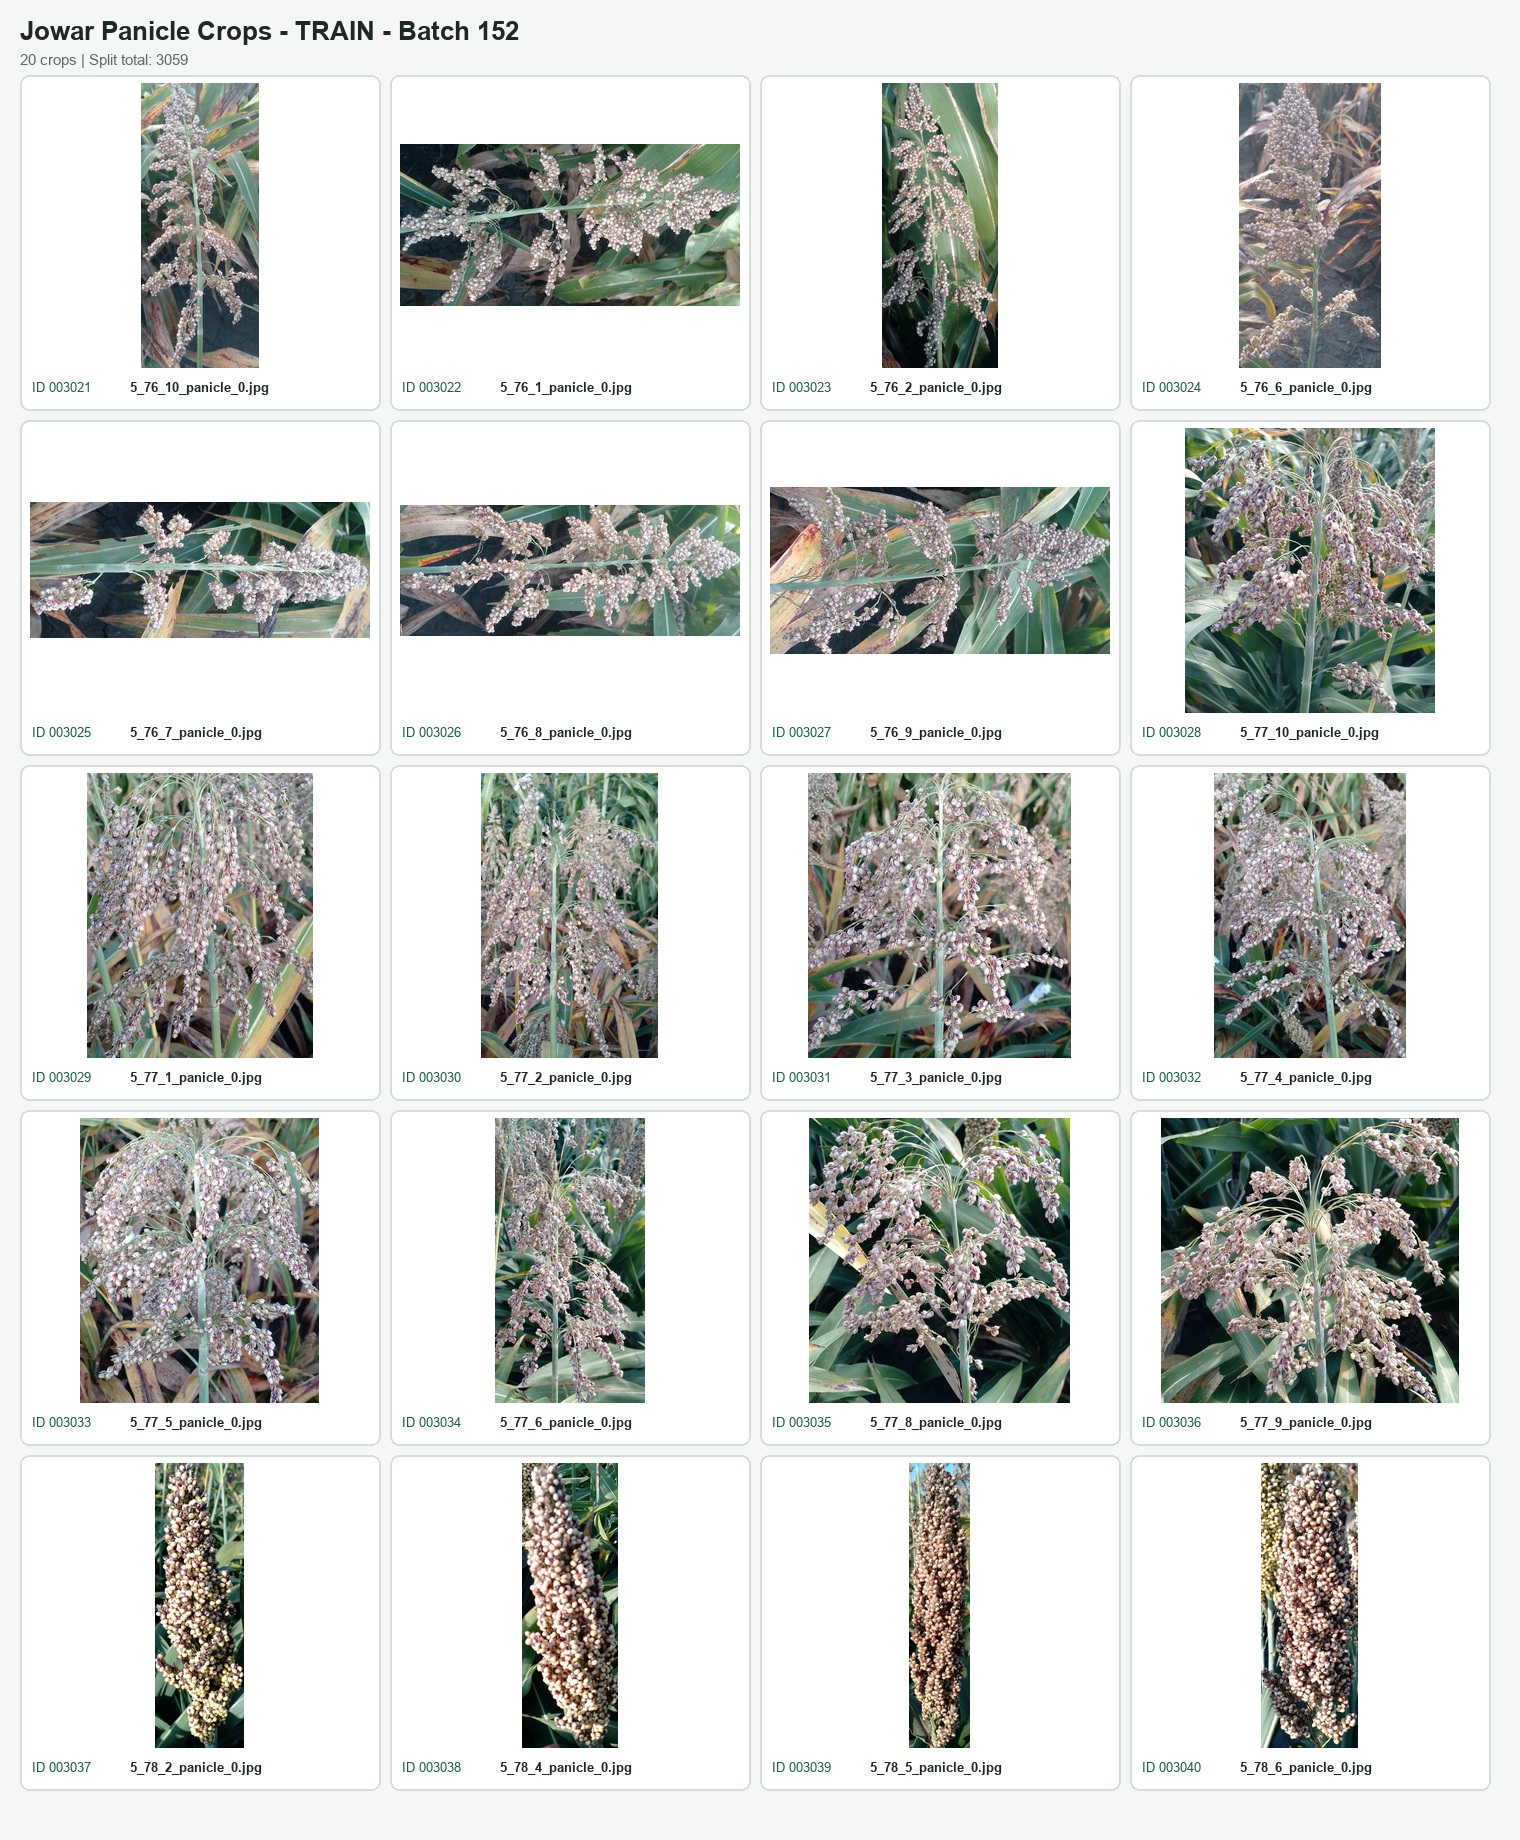 Jowar Panicle Crops - TRAIN - Batch 152
20 crops | Split total: 3059
ID 003021 5_76_10_panicle_0.jpg
ID 003022 5_76_1_panicle_0.jpg
ID 003023 5_76_2_panicle_0.jpg
ID 003024 5_76_6_panicle_0.jpg
ID 003025 5_76_7_panicle_0.jpg
ID 003026 5_76_8_panicle_0.jpg
ID 003027 5_76_9_panicle_0.jpg
ID 003028 5_77_10_panicle_0.jpg
ID 003029 5_77_1_panicle_0.jpg
ID 003030 5_77_2_panicle_0.jpg
ID 003031 5_77_3_panicle_0.jpg
ID 003032 5_77_4_panicle_0.jpg
ID 003033 5_77_5_panicle_0.jpg
ID 003034 5_77_6_panicle_0.jpg
ID 003035 5_77_8_panicle_0.jpg
ID 003036 5_77_9_panicle_0.jpg
ID 003037 5_78_2_panicle_0.jpg
ID 003038 5_78_4_panicle_0.jpg
ID 003039 5_78_5_panicle_0.jpg
ID 003040 5_78_6_panicle_0.jpg